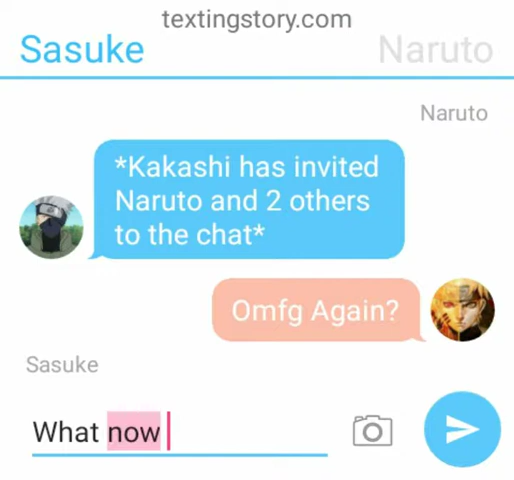 textingstory.com
Sasuke Naruto
Naruto
*Kakashi has invited
Naruto and 2 others
to the chat*
Omfg Again?
Sasuke
What now